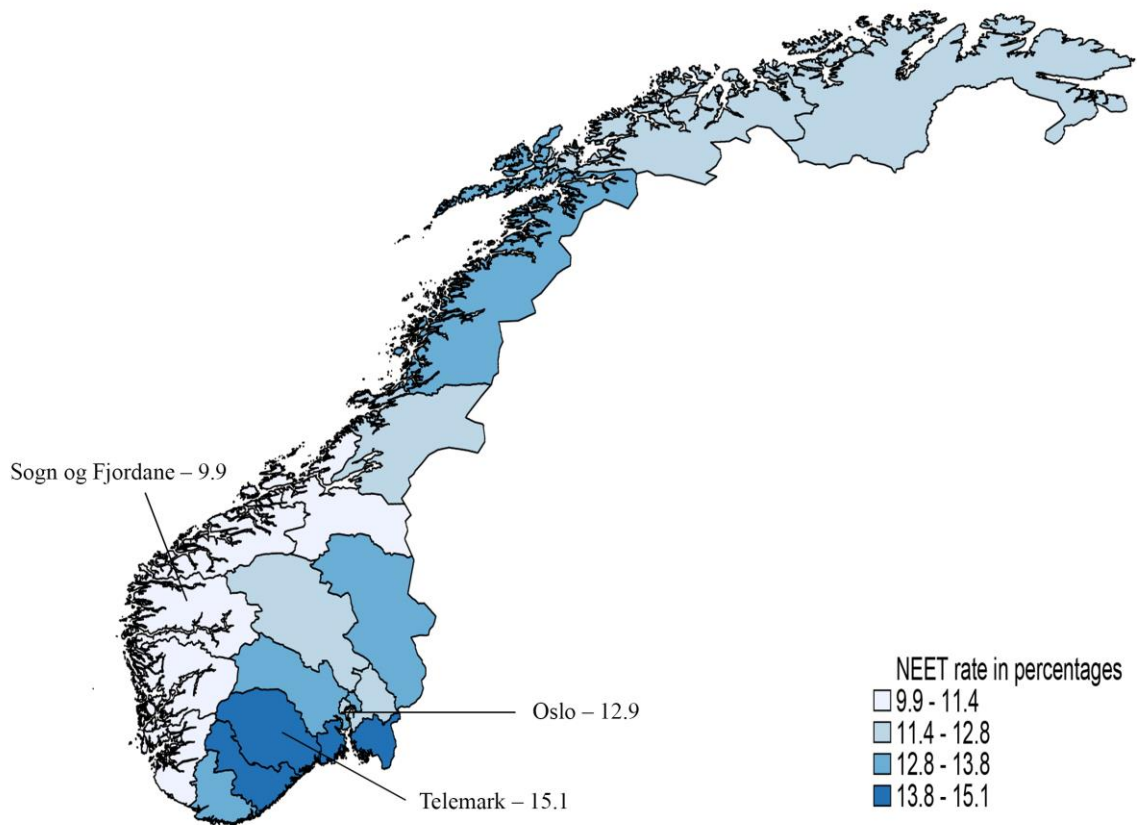 Sogn og Fjordane – 9.9
Oslo – 12.9
Telemark – 15.1
NEET rate in percentages
9.9 - 11.4
11.4 - 12.8
12.8 - 13.8
13.8 - 15.1